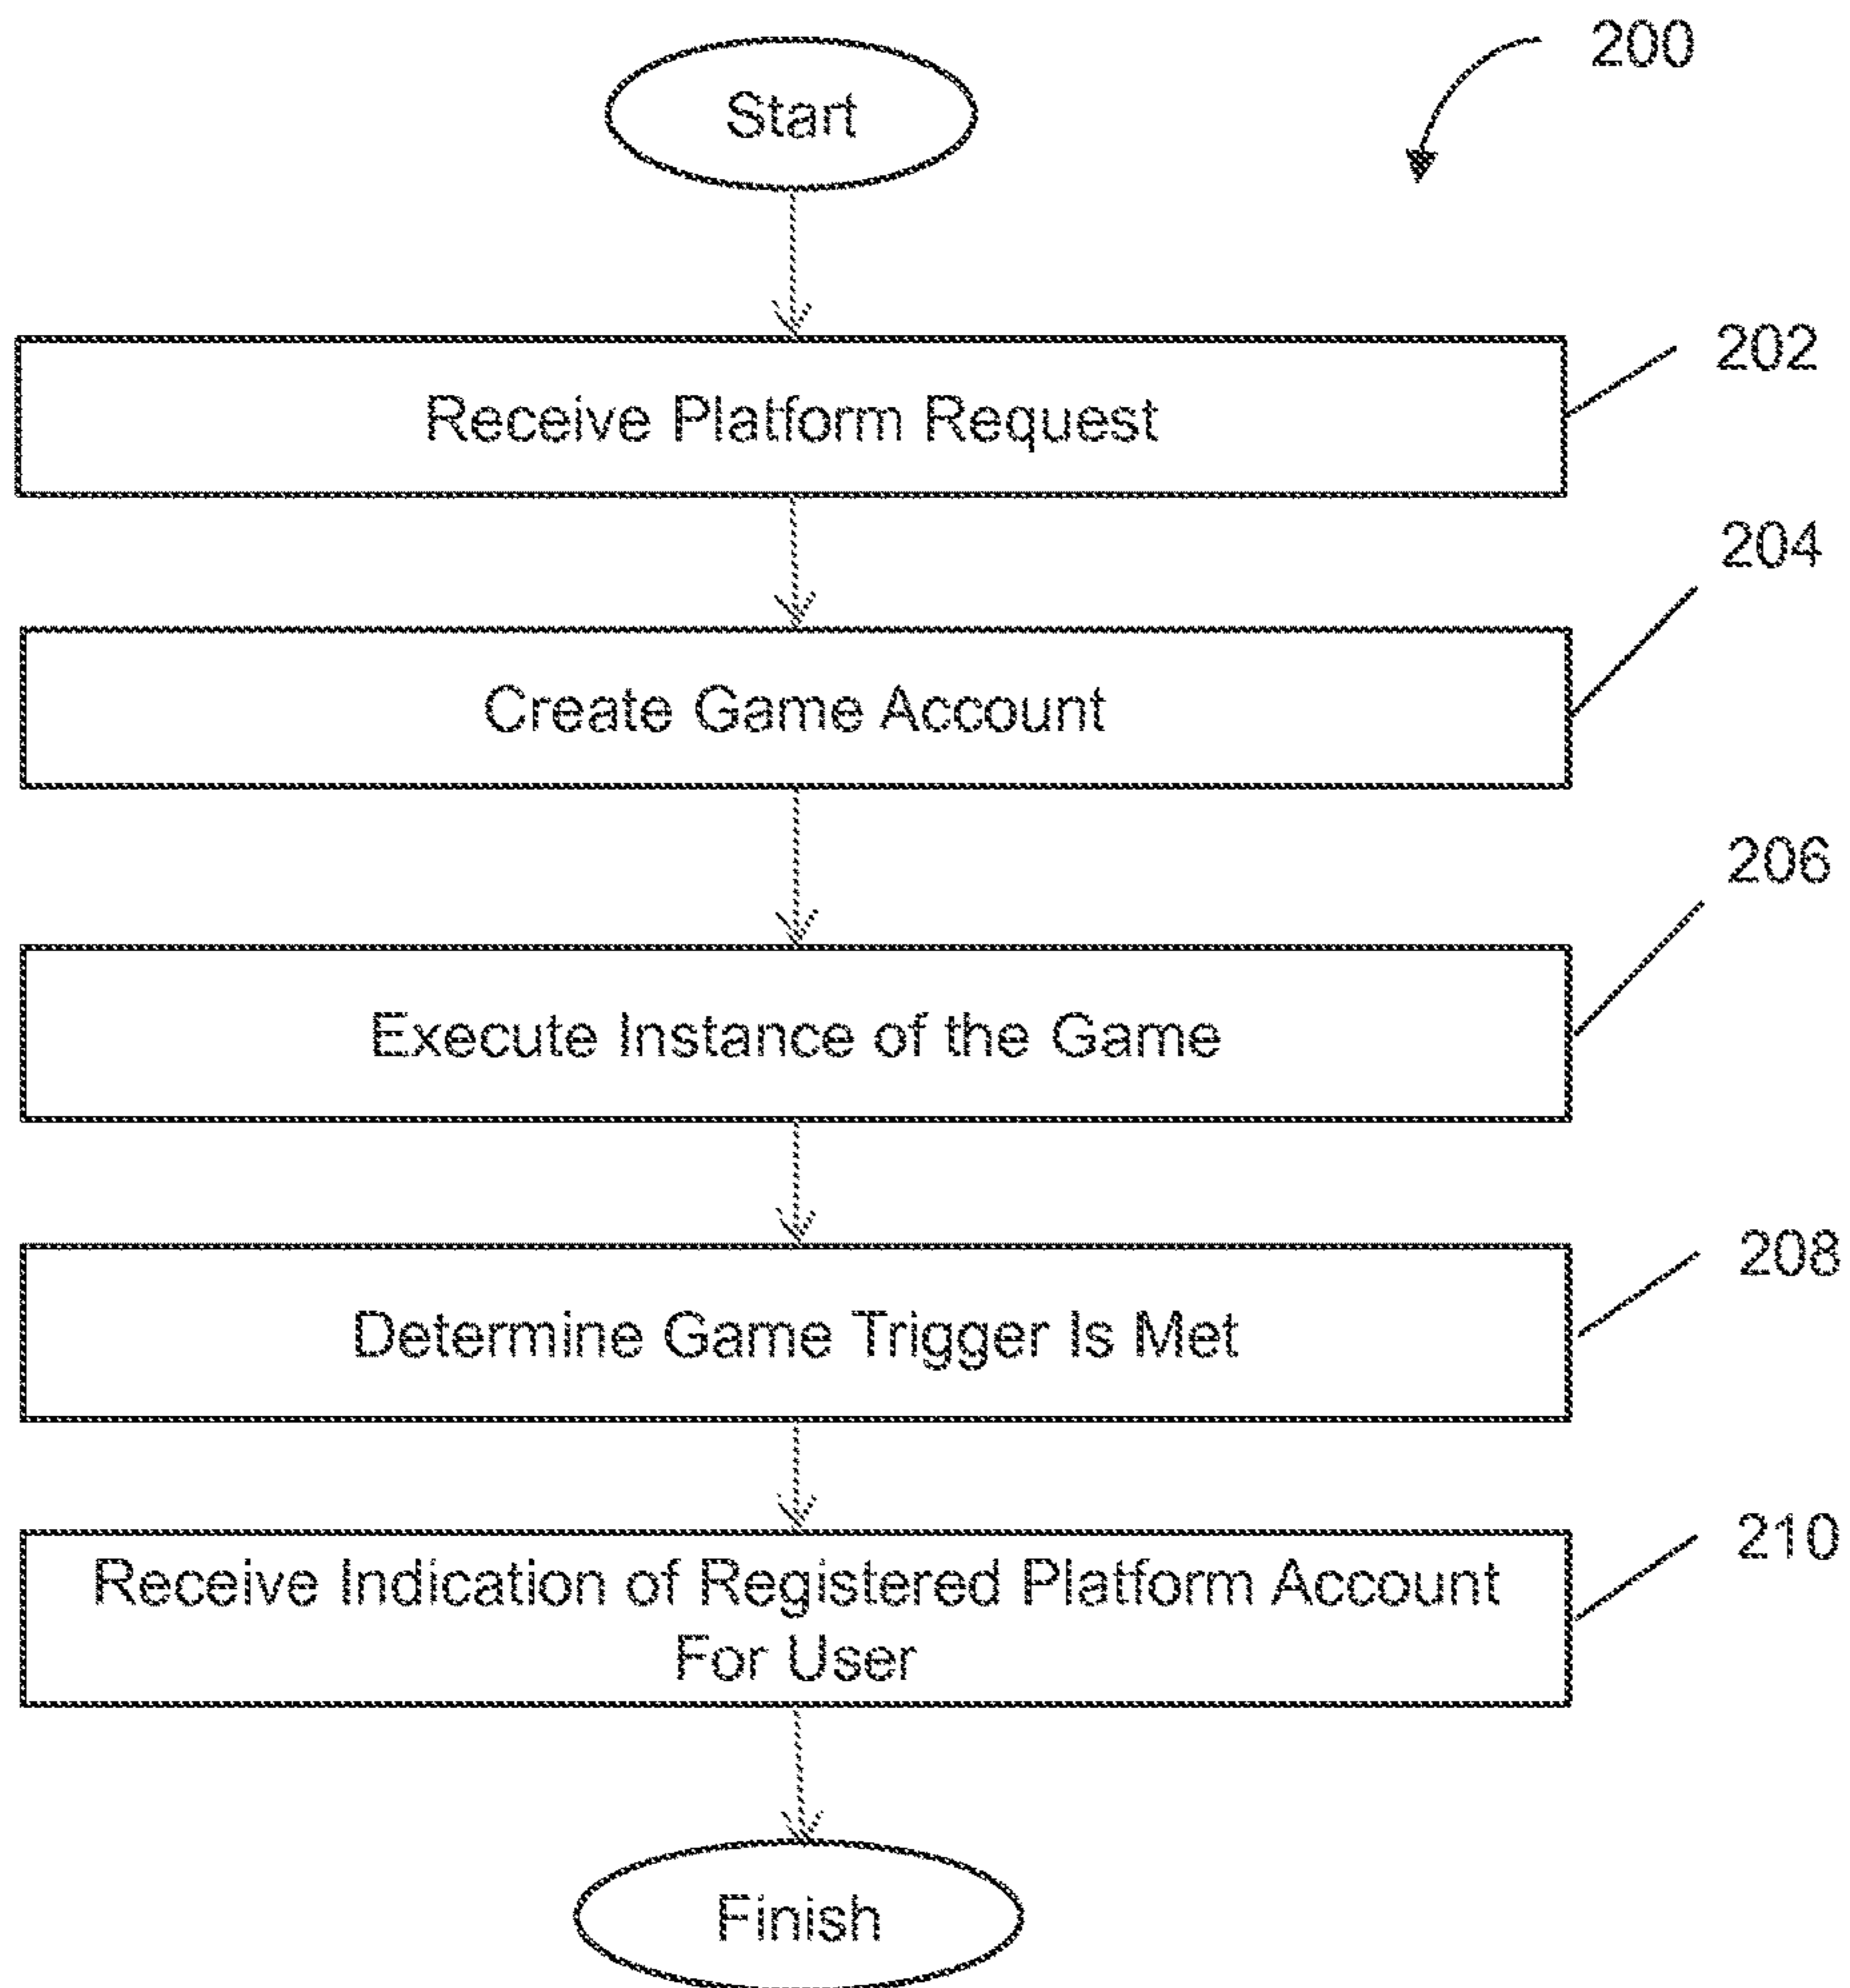 200
Start
202
Receive Platform Request
204
Create Game Account
206
Execute Instance of the Game
208
Determine Game Trigger Is Met
210
Receive Indication of Registered Platform Account
For User
Finish